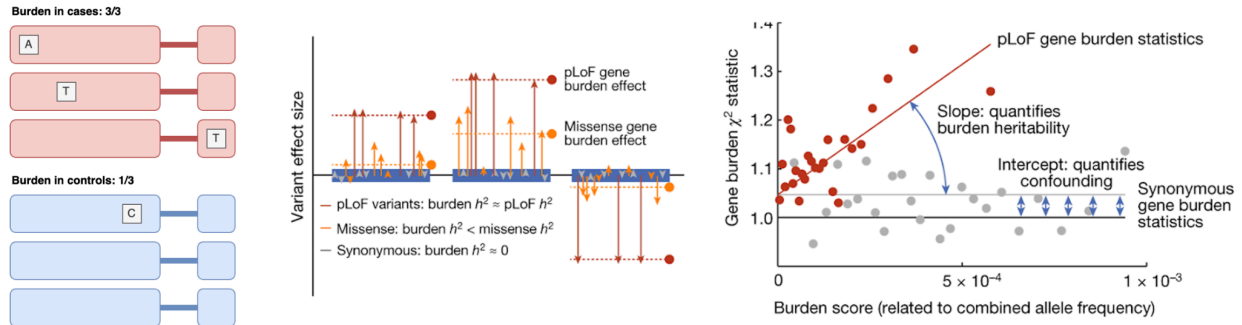 Burden in cases: 3/3
A
T
T
Burden in controls: 1/3
C
Variant effect size
pLoF gene
burden effect
Missense gene
burden effect
pLoF variants: burden h² ≈ pLoF h²
Missense: burden h² < missense h²
Synonymous: burden h² ≈ 0
Gene burden χ² statistic
1.4
1.3
1.2
1.1
1.0
0
5 × 10⁻⁴
1 × 10⁻³
Burden score (related to combined allele frequency)
pLoF gene burden statistics
Slope: quantifies
burden heritability
Intercept: quantifies
confounding
Synonymous
gene burden
statistics